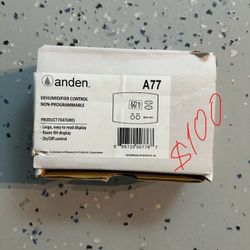 anden. A77
DEHUMIDIFIER CONTROL
NON-PROGRAMMABLE
PRODUCT FEATURES
- Large, easy to read display
- Room RH display
- On/Off control
$100